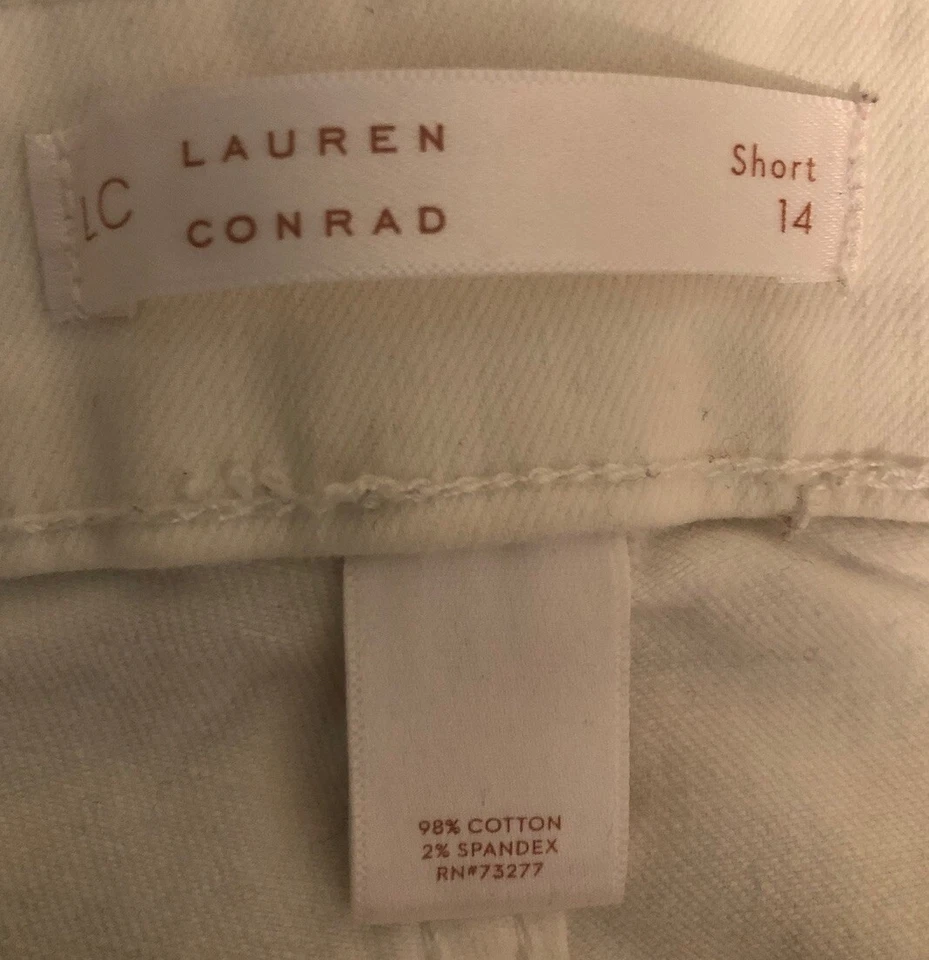 LC
LAUREN
CONRAD
Short
14
98% COTTON
2% SPANDEX
RN#73277